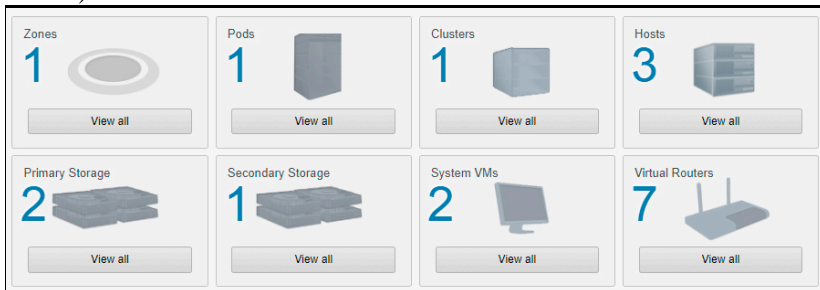 Zones
1
View all
Pods
1
View all
Clusters
1
View all
Hosts
3
View all
Primary Storage
2
View all
Secondary Storage
1
View all
System VMs
2
View all
Virtual Routers
7
View all